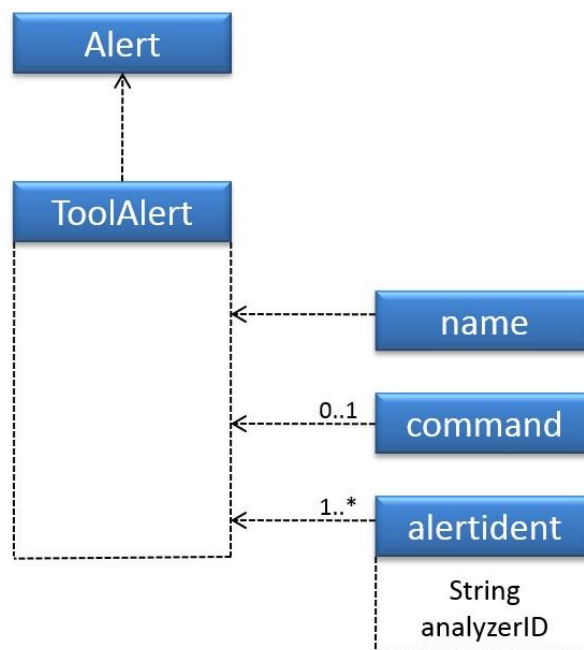 Alert
ToolAlert
name
0..1
command
1..*
alertident
String
analyzerID